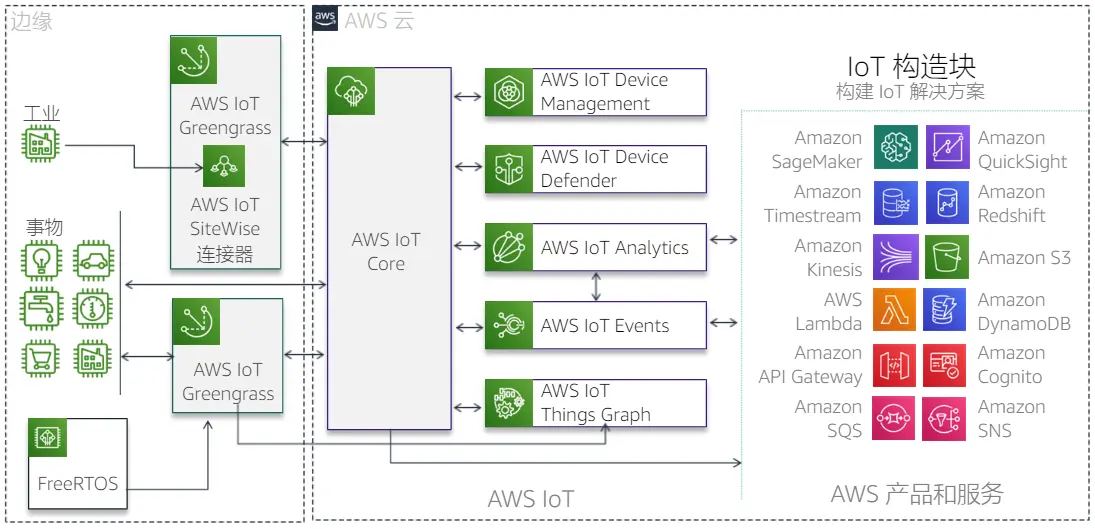 边缘
工业
AWS IoT
Greengrass
AWS IoT
SiteWise
连接器
事物
AWS IoT
Greengrass
FreeRTOS
aws
AWS 云
AWS IoT
Core
AWS IoT Device
Management
AWS IoT Device
Defender
AWS IoT Analytics
AWS IoT Events
AWS IoT
Things Graph
AWS IoT
IoT 构造块
构建 IoT 解决方案
Amazon
SageMaker
Amazon
QuickSight
Amazon
Timestream
Amazon
Redshift
Amazon
Kinesis
Amazon S3
AWS
Lambda
Amazon
DynamoDB
Amazon
API Gateway
Amazon
Cognito
Amazon
SQS
Amazon
SNS
AWS 产品和服务